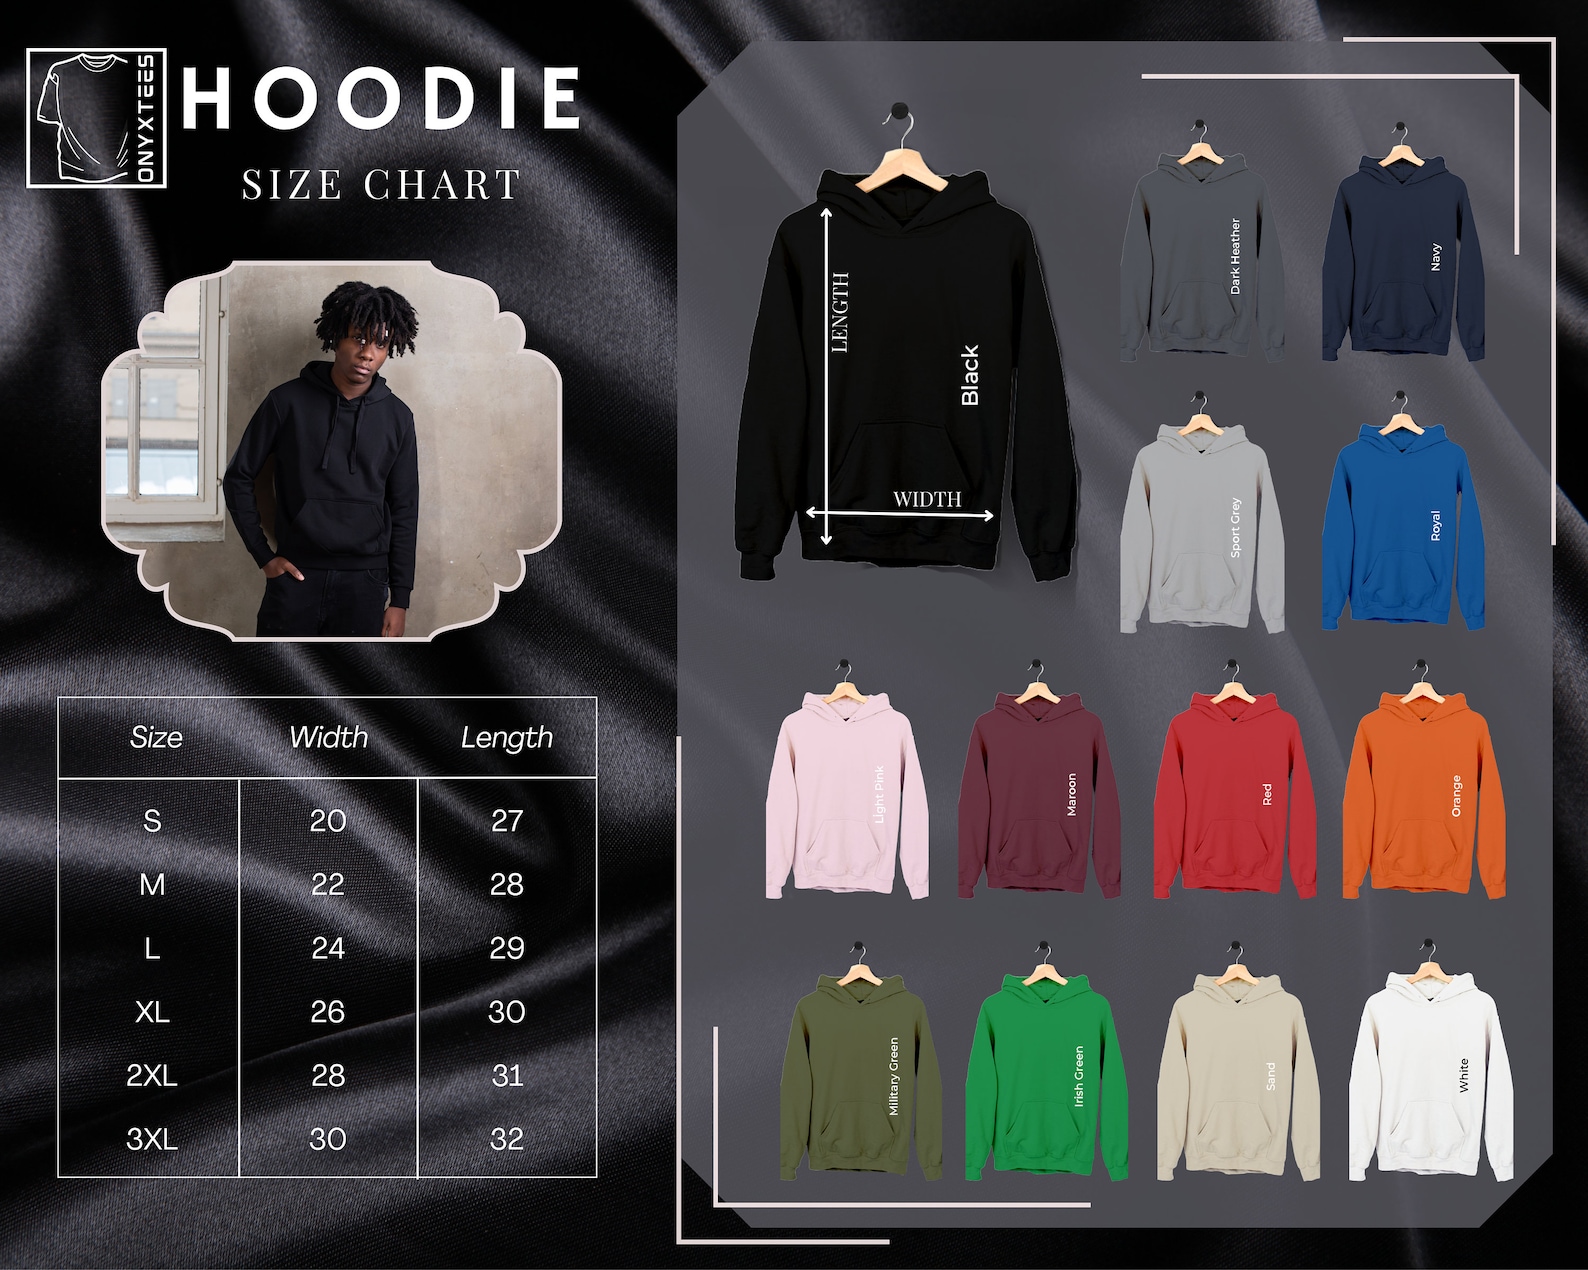 ONYXTEES
HOODIE
SIZE CHART
Size Width Length
S 20 27
M 22 28
L 24 29
XL 26 30
2XL 28 31
3XL 30 32
LENGTH
WIDTH
Black
Dark Heather
Navy
Sport Grey
Royal
Light Pink
Maroon
Red
Orange
Military Green
Irish Green
Sand
White